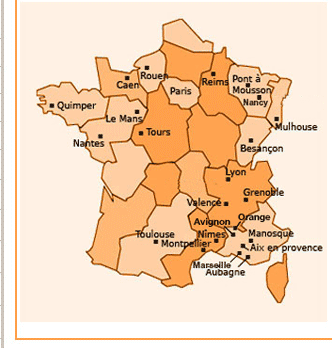 Rouen
Caen
Reims
Pont à
Mousson
Nancy
Paris
Quimper
Le Mans
Tours
Mulhouse
Nantes
Besançon
Lyon
Grenoble
Valence
Orange
Avignon
Toulouse
Nîmes
Manosque
Montpellier
Aix en provence
Marseille
Aubagne